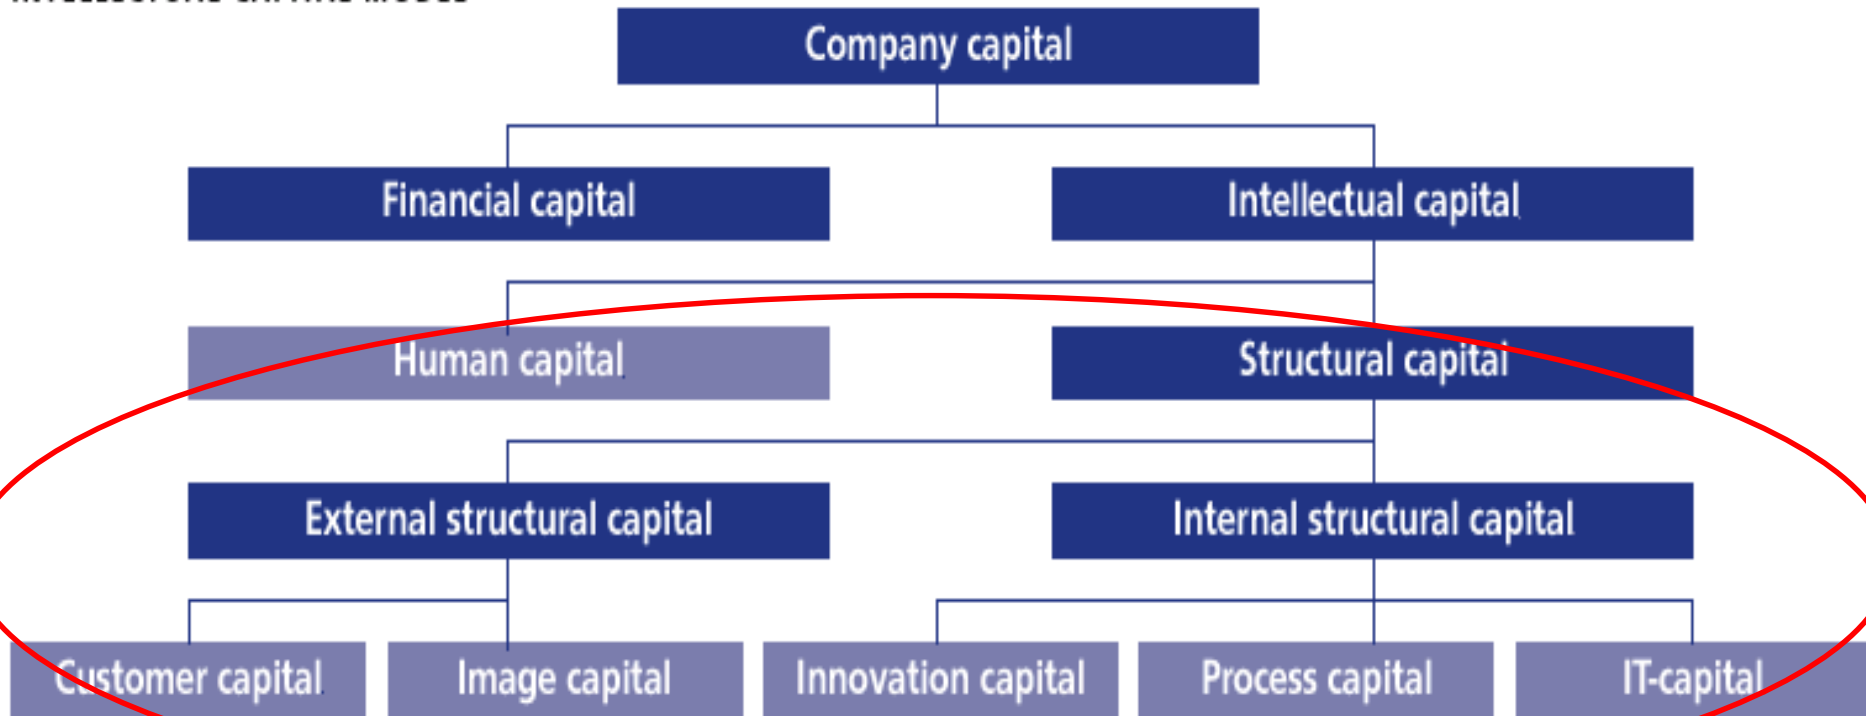 Company capital
Financial capital
Intellectual capital
Human capital
Structural capital
External structural capital
Internal structural capital
Customer capital
Image capital
Innovation capital
Process capital
IT-capital